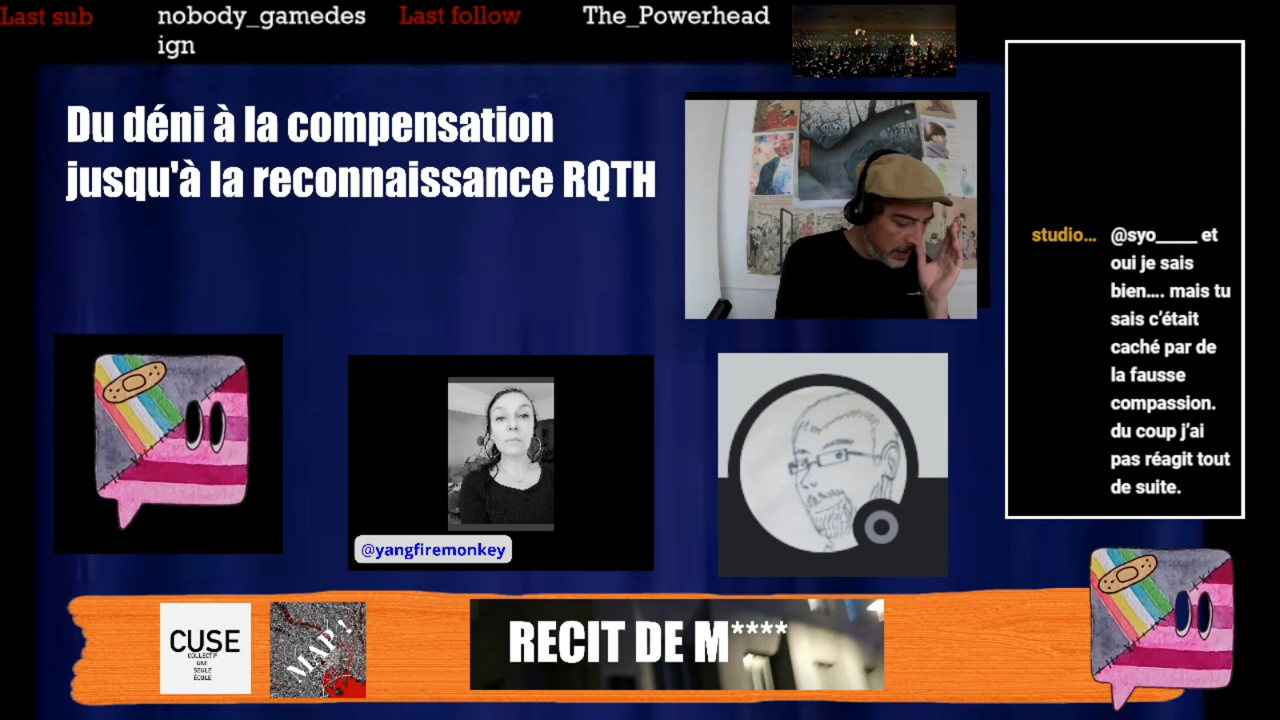 Last sub
nobody_gamedes
ign
Last follow
The_Powerhead
Du déni à la compensation
jusqu'à la reconnaissance RQTH
studio… @syo_____ et
oui je sais
bien…. mais tu
sais c’était
caché par de
la fausse
compassion.
du coup j’ai
pas réagit tout
de suite.
@yangfiremonkey
CUSE
COLLECTIF
UNE
SEULE
ÉCOLE
MAP !
RECIT DE M****